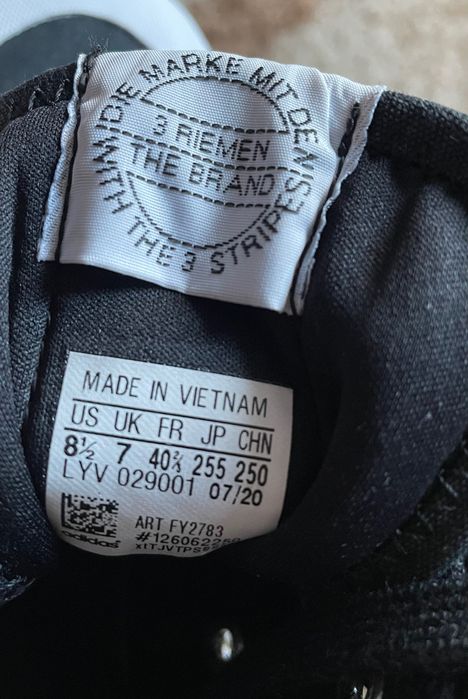 DIE MARKE MIT DEN
3 RIEMEN
THE BRAND
WITH THE 3 STRIPES
MADE IN VIETNAM
US UK FR JP CHN
8½ 7 40⅔ 255 250
LYV 029001 07/20
ART FY2783
adidas